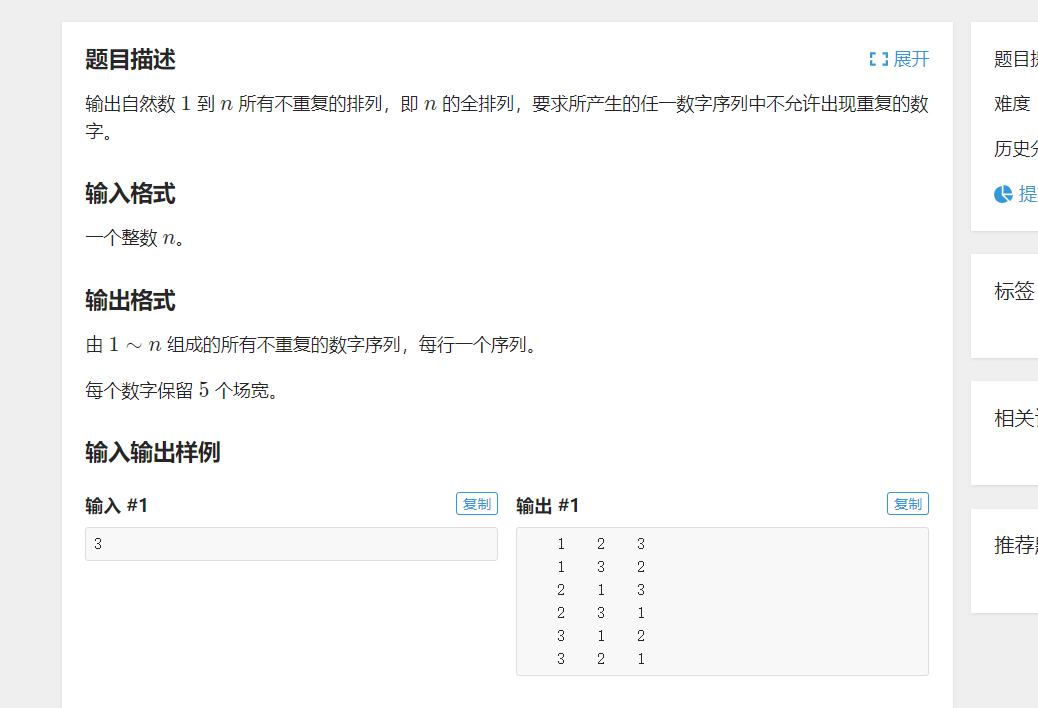 题目描述
展开
输出自然数 1 到 n 所有不重复的排列，即 n 的全排列，要求所产生的任一数字序列中不允许出现重复的数
字。
输入格式
一个整数 n。
输出格式
由 1 ∼ n 组成的所有不重复的数字序列，每行一个序列。
每个数字保留 5 个场宽。
输入输出样例
输入 #1
复制
3
输出 #1
复制
1 2 3
1 3 2
2 1 3
2 3 1
3 1 2
3 2 1
题目
难度
历史
提
标签
相关
推荐